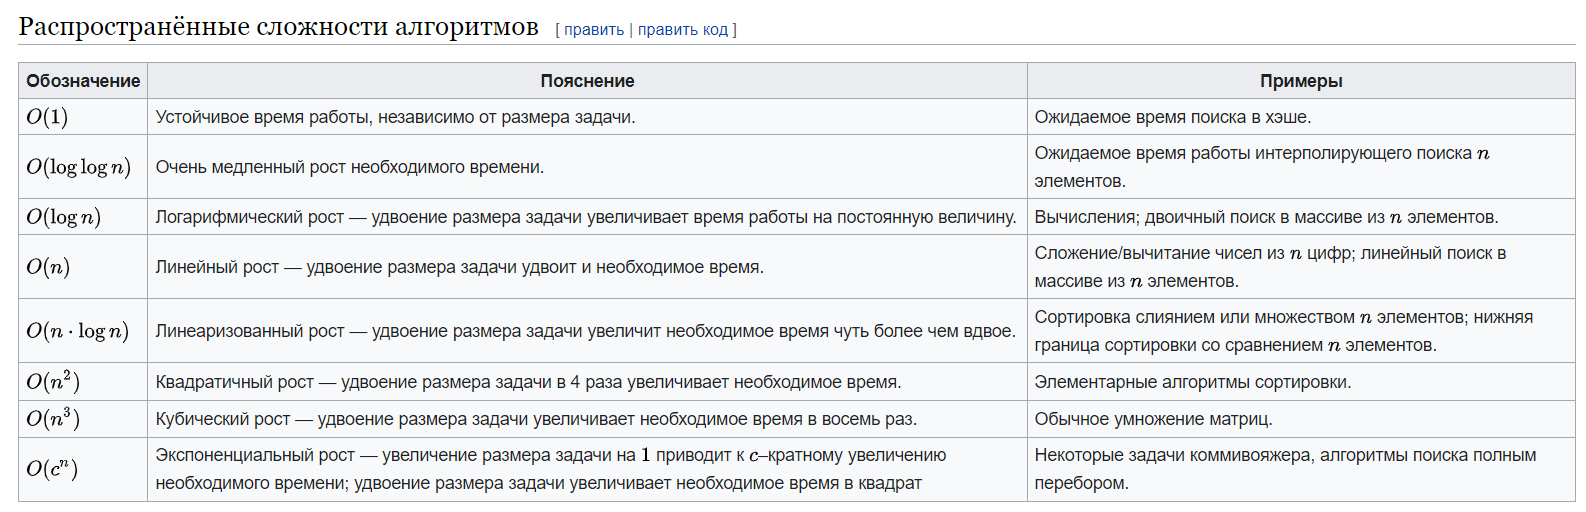 Распространённые сложности алгоритмов [ править | править код ]
Обозначение Пояснение Примеры
O(1) Устойчивое время работы, независимо от размера задачи. Ожидаемое время поиска в хэше.
O(log log n) Очень медленный рост необходимого времени. Ожидаемое время работы интерполирующего поиска n
элементов.
O(log n) Логарифмический рост — удвоение размера задачи увеличивает время работы на постоянную величину. Вычисления; двоичный поиск в массиве из n элементов.
O(n) Линейный рост — удвоение размера задачи удвоит и необходимое время. Сложение/вычитание чисел из n цифр; линейный поиск в
массиве из n элементов.
O(n · log n) Линеаризованный рост — удвоение размера задачи увеличит необходимое время чуть более чем вдвое. Сортировка слиянием или множеством n элементов; нижняя
граница сортировки со сравнением n элементов.
O(n²) Квадратичный рост — удвоение размера задачи в 4 раза увеличивает необходимое время. Элементарные алгоритмы сортировки.
O(n³) Кубический рост — удвоение размера задачи увеличивает необходимое время в восемь раз. Обычное умножение матриц.
O(cⁿ) Экспоненциальный рост — увеличение размера задачи на 1 приводит к c–кратному увеличению
необходимого времени; удвоение размера задачи увеличивает необходимое время в квадрат
Некоторые задачи коммивояжера, алгоритмы поиска полным
перебором.